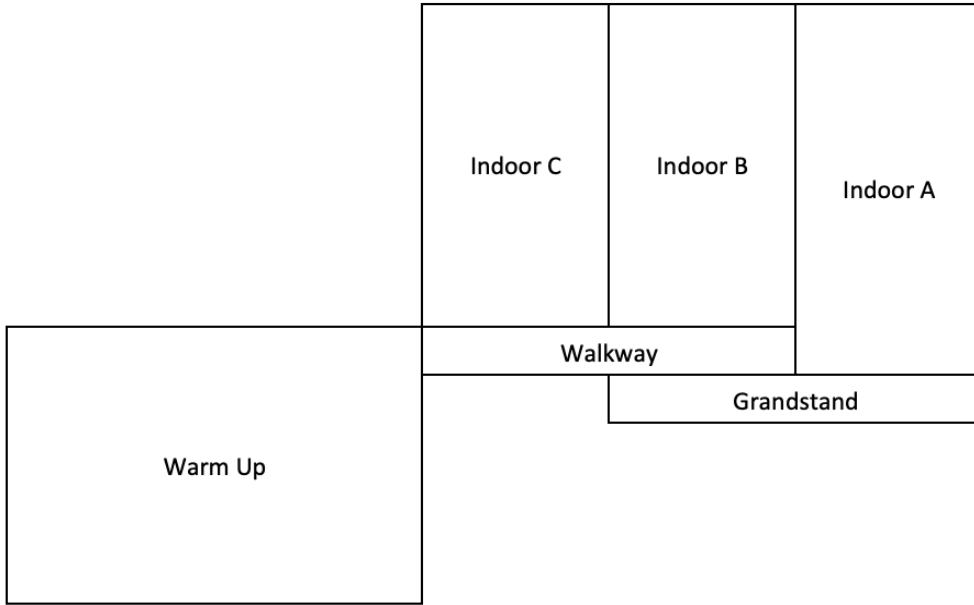 Indoor C
Indoor B
Indoor A
Walkway
Grandstand
Warm Up